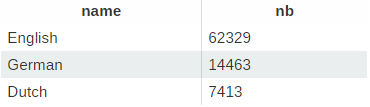 name nb
English 62329
German 14463
Dutch 7413